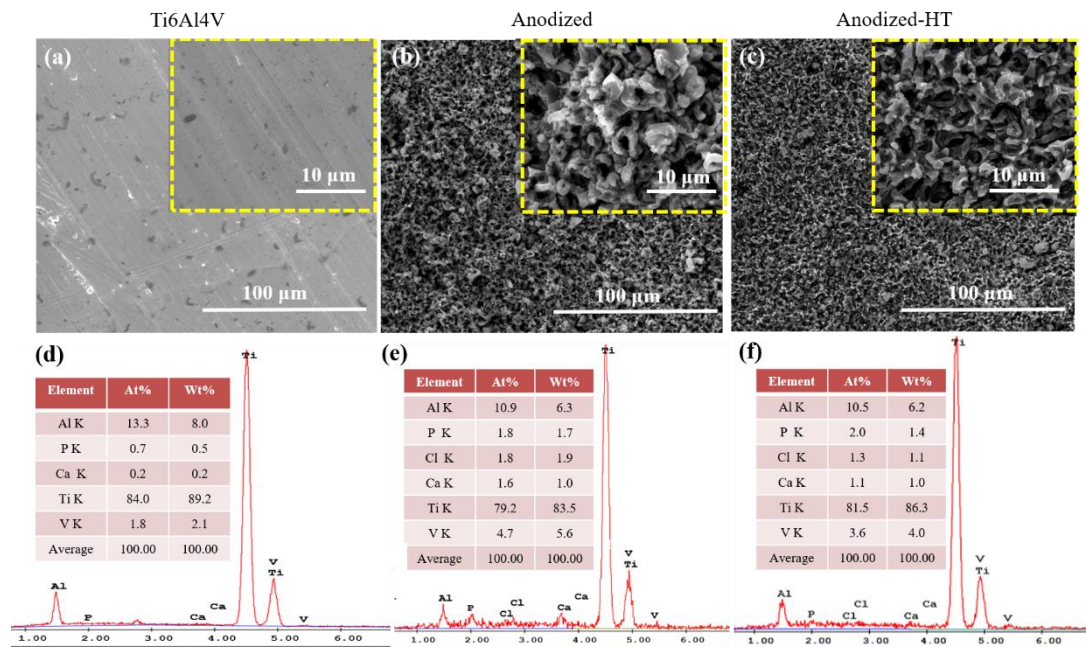 Ti6Al4V Anodized Anodized-HT
(a) (b) (c)
10 μm 10 μm 10 μm
100 μm 100 μm 100 μm
(d)
Ti
Element At% Wt%
Al K 13.3 8.0
P K 0.7 0.5
Ca K 0.2 0.2
Ti K 84.0 89.2
V K 1.8 2.1
Average 100.00 100.00
V
Ti
Al
P
Ca
Ca
V
1.00 2.00 3.00 4.00 5.00 6.00
(e)
Ti
Element At% Wt%
Al K 10.9 6.3
P K 1.8 1.7
Cl K 1.8 1.9
Ca K 1.6 1.0
Ti K 79.2 83.5
V K 4.7 5.6
Average 100.00 100.00
V
Ti
Al
P
Cl
Cl
Ca
Ca
V
1.00 2.00 3.00 4.00 5.00 6.00
(f)
Ti
Element At% Wt%
Al K 10.5 6.2
P K 2.0 1.4
Cl K 1.3 1.1
Ca K 1.1 1.0
Ti K 81.5 86.3
V K 3.6 4.0
Average 100.00 100.00
V
Ti
Al
P
Cl
Cl
Ca
Ca
V
1.00 2.00 3.00 4.00 5.00 6.00